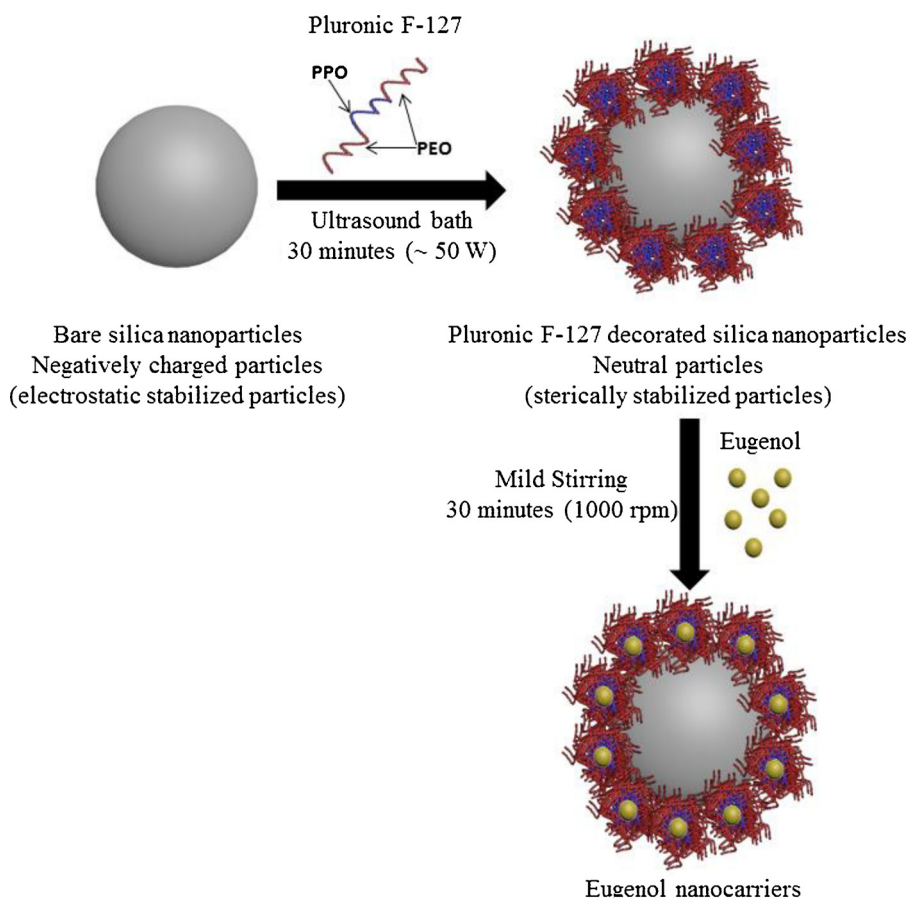 Pluronic F-127
PPO
PEO
Ultrasound bath
30 minutes (~ 50 W)
Bare silica nanoparticles
Negatively charged particles
(electrostatic stabilized particles)
Pluronic F-127 decorated silica nanoparticles
Neutral particles
(sterically stabilized particles)
Eugenol
Mild Stirring
30 minutes (1000 rpm)
Eugenol nanocarriers